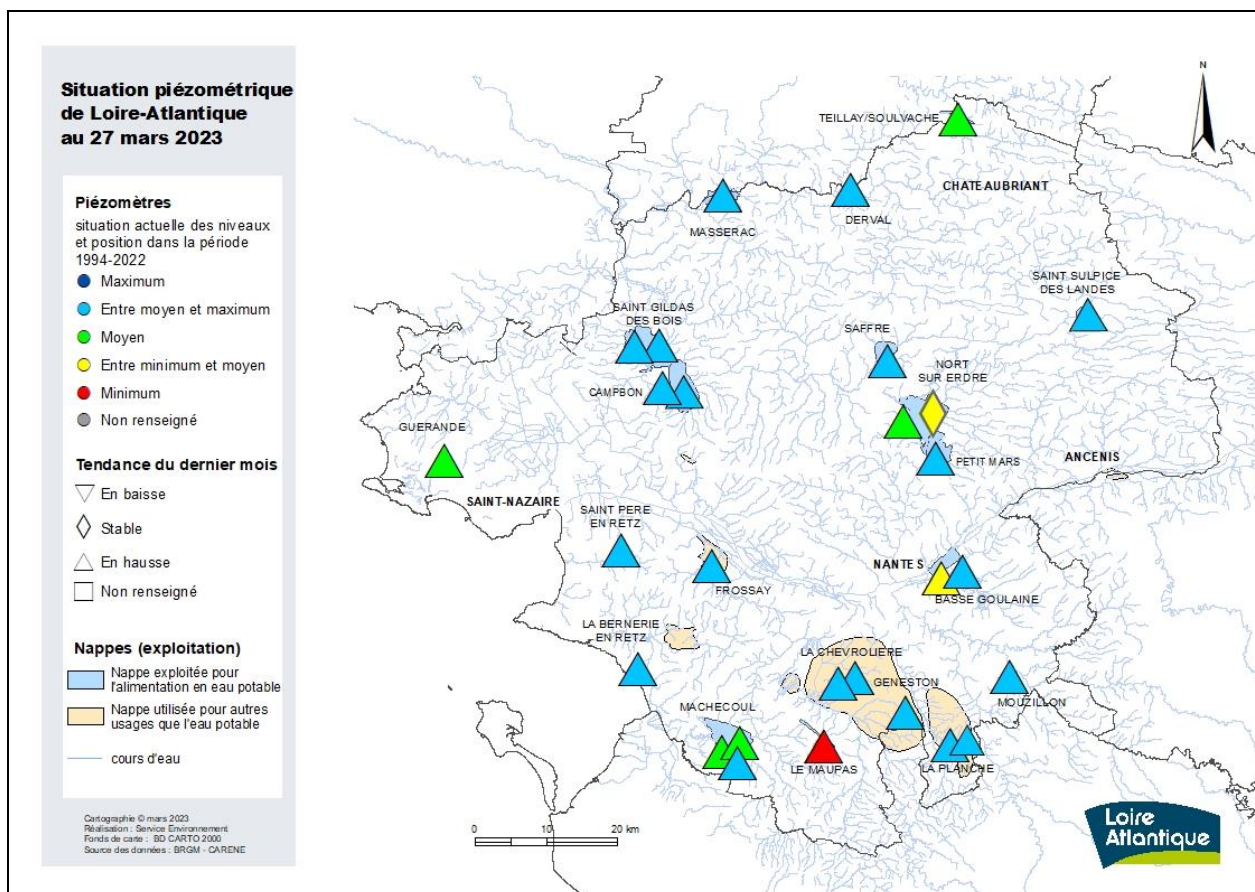 Situation piézométrique
de Loire-Atlantique
au 27 mars 2023
Piézomètres
situation actuelle des niveaux
et position dans la période
1994-2022
Maximum
Entre moyen et maximum
Moyen
Entre minimum et moyen
Minimum
Non renseigné
Tendance du dernier mois
En baisse
Stable
En hausse
Non renseigné
Nappes (exploitation)
Nappe exploitée pour
l'alimentation en eau potable
Nappe utilisée pour autres
usages que l'eau potable
cours d'eau
Cartographie © mars 2023
Réalisation : Service Environnement
Fonds de carte : BD CARTO 2000
Source des données : BRGM - CARENE
N
TEILLAY/SOULVACHE
CHATEAUBRIANT
MASSERAC
DERVAL
SAINT SULPICE
DES LANDES
SAINT GILDAS
DES BOIS
SAFFRE
NORT
SUR ERDRE
CAMPBON
GUERANDE
PETIT MARS
ANCENIS
SAINT-NAZAIRE
SAINT PERE
EN RETZ
NANTES
FROSSAY
BASSE GOULAINE
LA BERNERIE
EN RETZ
LA CHEVROLIERE
GENESTON
MOUZILLON
MACHECOUL
LE MAUPAS
LA PLANCHE
0 10 20 km
Loire
Atlantique